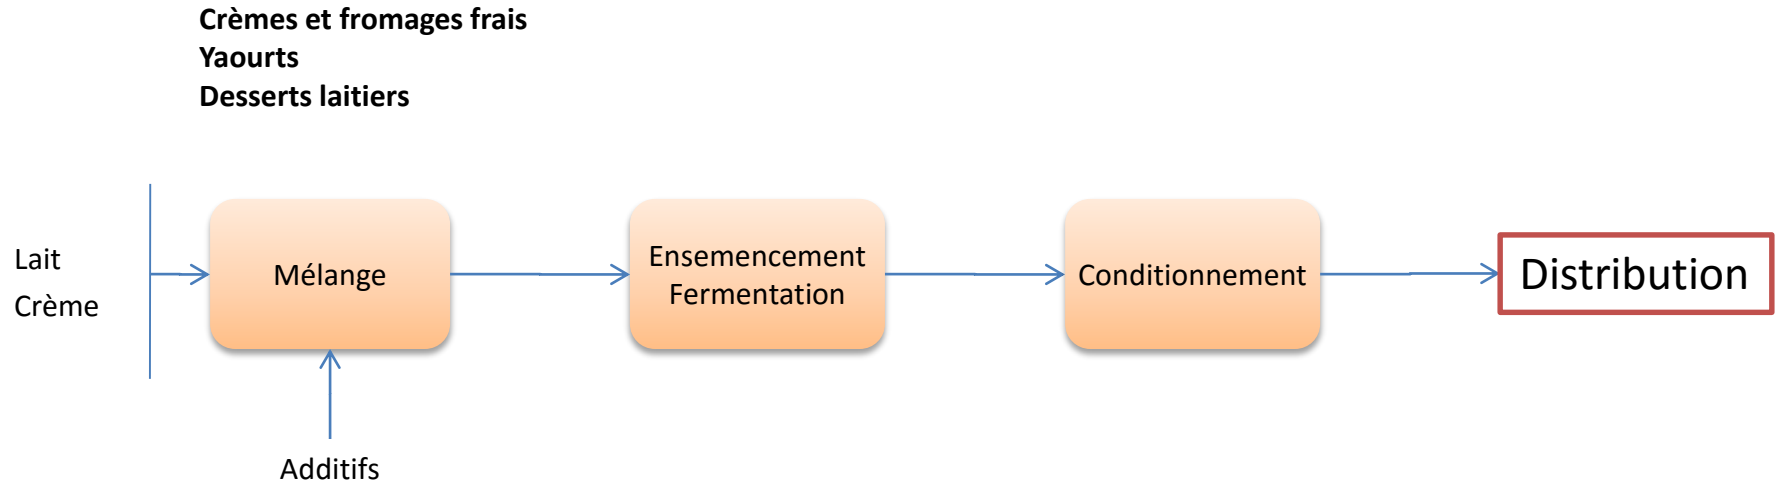 Crèmes et fromages frais
Yaourts
Desserts laitiers
Lait
Crème
Mélange
Ensemencement
Fermentation
Conditionnement
Distribution
Additifs